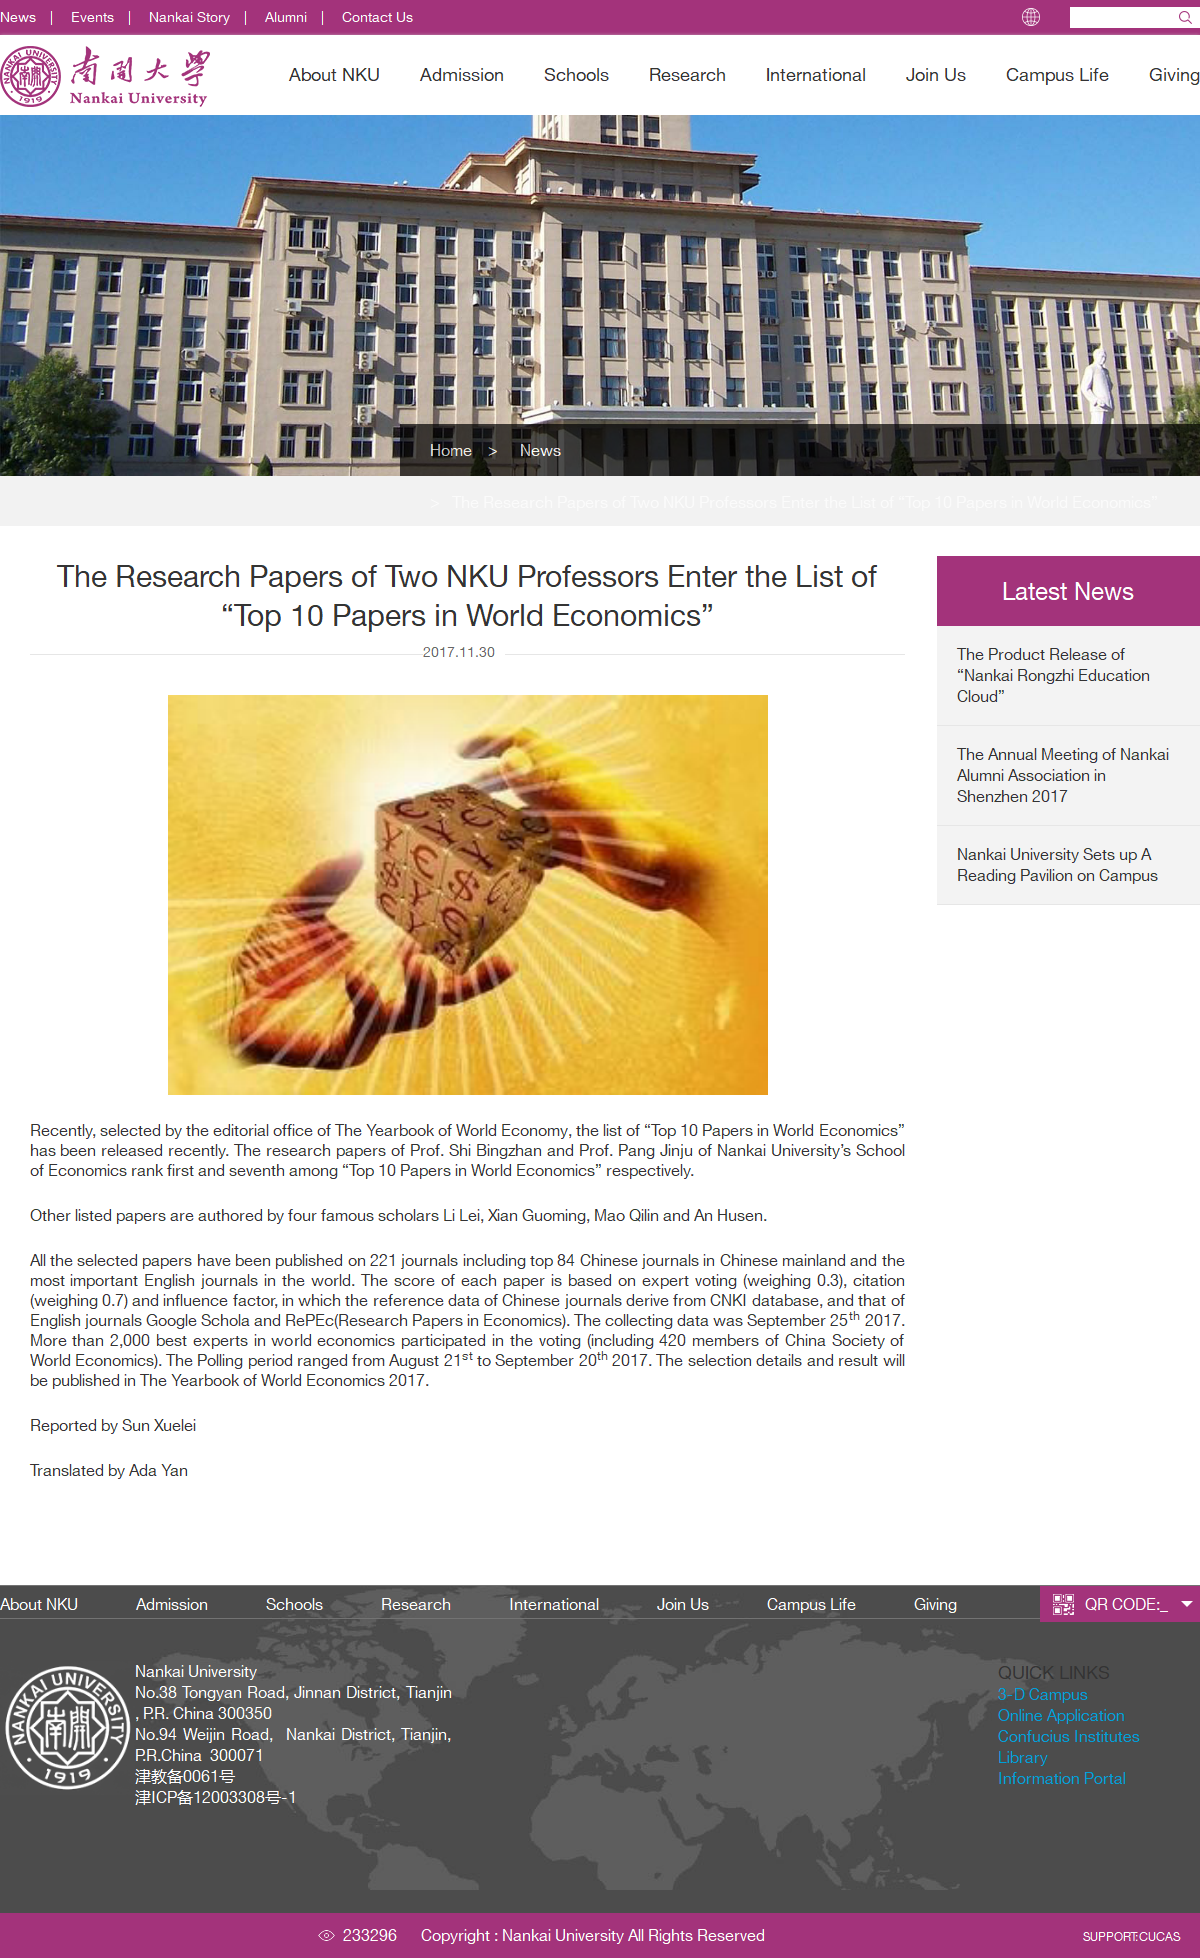 News | Events | Nankai Story | Alumni | Contact Us
NANKAI UNIVERSITY
1919
南開大學
Nankai University
About NKU Admission Schools Research International Join Us Campus Life Giving
Home > News
> The Research Papers of Two NKU Professors Enter the List of “Top 10 Papers in World Economics”
The Research Papers of Two NKU Professors Enter the List of
“Top 10 Papers in World Economics”
2017.11.30
Recently, selected by the editorial office of The Yearbook of World Economy, the list of “Top 10 Papers in World Economics”
has been released recently. The research papers of Prof. Shi Bingzhan and Prof. Pang Jinju of Nankai University’s School
of Economics rank first and seventh among “Top 10 Papers in World Economics” respectively.
Other listed papers are authored by four famous scholars Li Lei, Xian Guoming, Mao Qilin and An Husen.
All the selected papers have been published on 221 journals including top 84 Chinese journals in Chinese mainland and the
most important English journals in the world. The score of each paper is based on expert voting (weighing 0.3), citation
(weighing 0.7) and influence factor, in which the reference data of Chinese journals derive from CNKI database, and that of
English journals Google Schola and RePEc(Research Papers in Economics). The collecting data was September 25th 2017.
More than 2,000 best experts in world economics participated in the voting (including 420 members of China Society of
World Economics). The Polling period ranged from August 21st to September 20th 2017. The selection details and result will
be published in The Yearbook of World Economics 2017.
Reported by Sun Xuelei
Translated by Ada Yan
Latest News
The Product Release of
“Nankai Rongzhi Education
Cloud”
The Annual Meeting of Nankai
Alumni Association in
Shenzhen 2017
Nankai University Sets up A
Reading Pavilion on Campus
About NKU Admission Schools Research International Join Us Campus Life Giving
QR CODE:_
NANKAI UNIVERSITY
南開
1919
Nankai University
No.38 Tongyan Road, Jinnan District, Tianjin
, P.R. China 300350
No.94 Weijin Road, Nankai District, Tianjin,
P.R.China 300071
津教备0061号
津ICP备12003308号-1
QUICK LINKS
3-D Campus
Online Application
Confucius Institutes
Library
Information Portal
233296 Copyright : Nankai University All Rights Reserved
SUPPORT:CUCAS